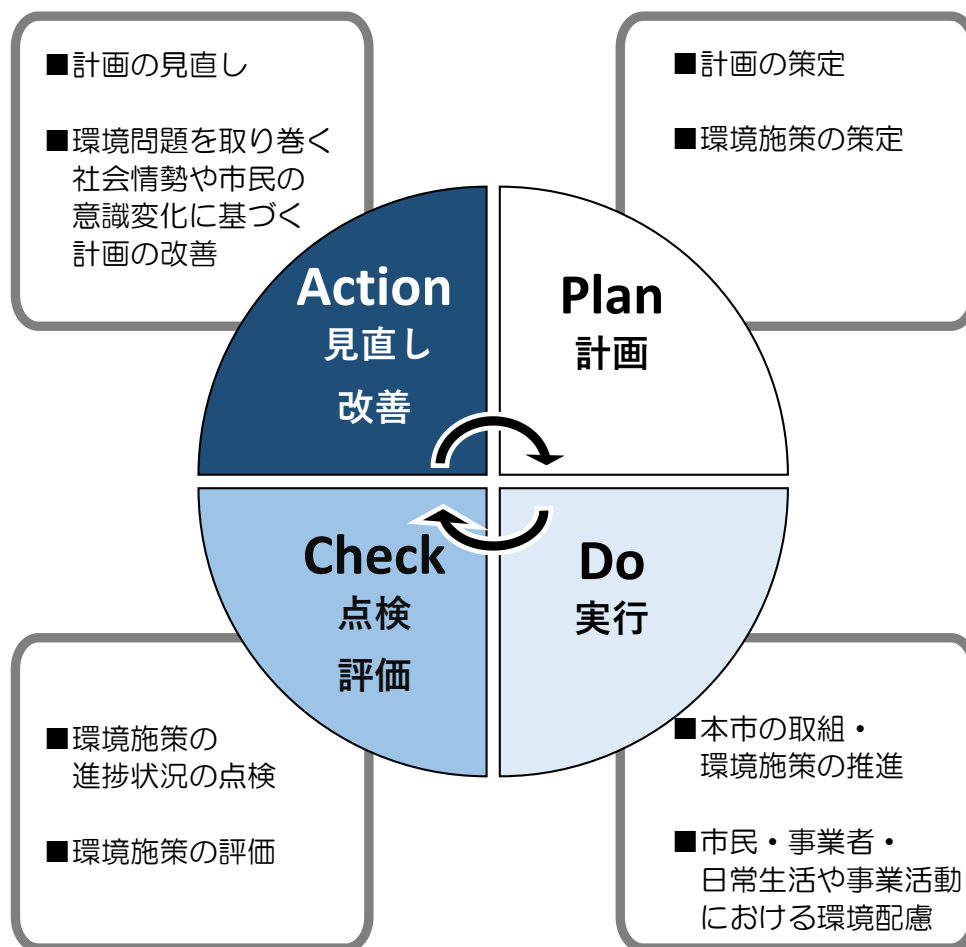 ■計画の見直し
■環境問題を取り巻く
社会情勢や市民の
意識変化に基づく
計画の改善
■計画の策定
■環境施策の策定
Action
見直し
改善
Plan
計画
Check
点検
評価
Do
実行
■環境施策の
進捗状況の点検
■環境施策の評価
■本市の取組・
環境施策の推進
■市民・事業者・
日常生活や事業活動
における環境配慮